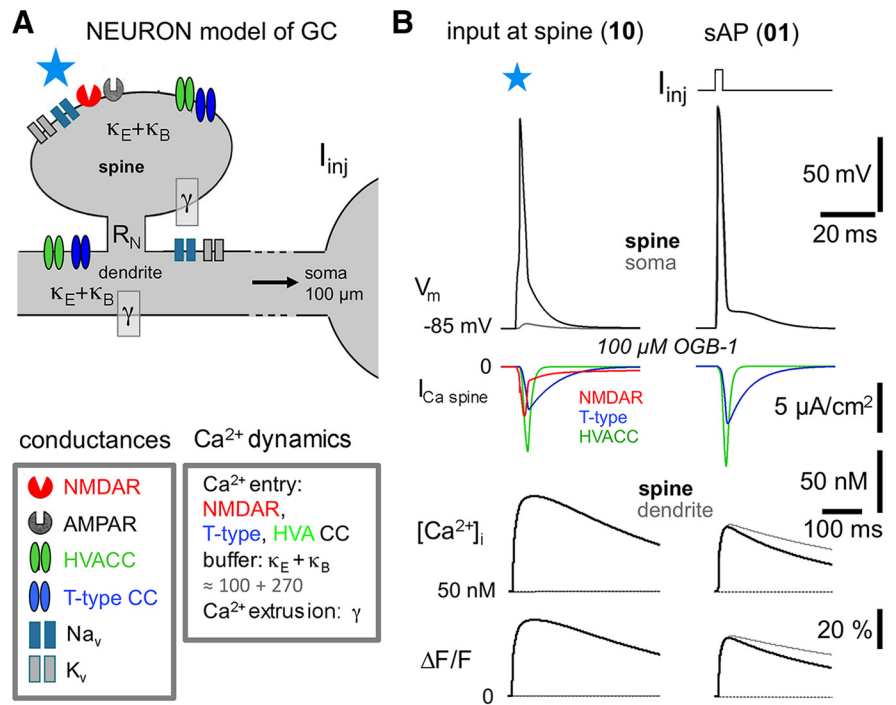 A
NEURON model of GC
κE+κB
spine
γ
Iinj
RN
dendrite
κE+κB
γ
soma
100 µm
conductances
NMDAR
AMPAR
HVACC
T-type CC
Nav
Kv
Ca²⁺ dynamics
Ca²⁺ entry:
NMDAR,
T-type, HVA CC
buffer: κE + κB
≈ 100 + 270
Ca²⁺ extrusion: γ
B
input at spine (10)
sAP (01)
Iinj
50 mV
20 ms
spine
soma
Vm
-85 mV
100 µM OGB-1
0
ICa spine
NMDAR
T-type
HVACC
5 µA/cm²
50 nM
100 ms
spine
dendrite
[Ca²⁺]i
50 nM
20 %
ΔF/F
0